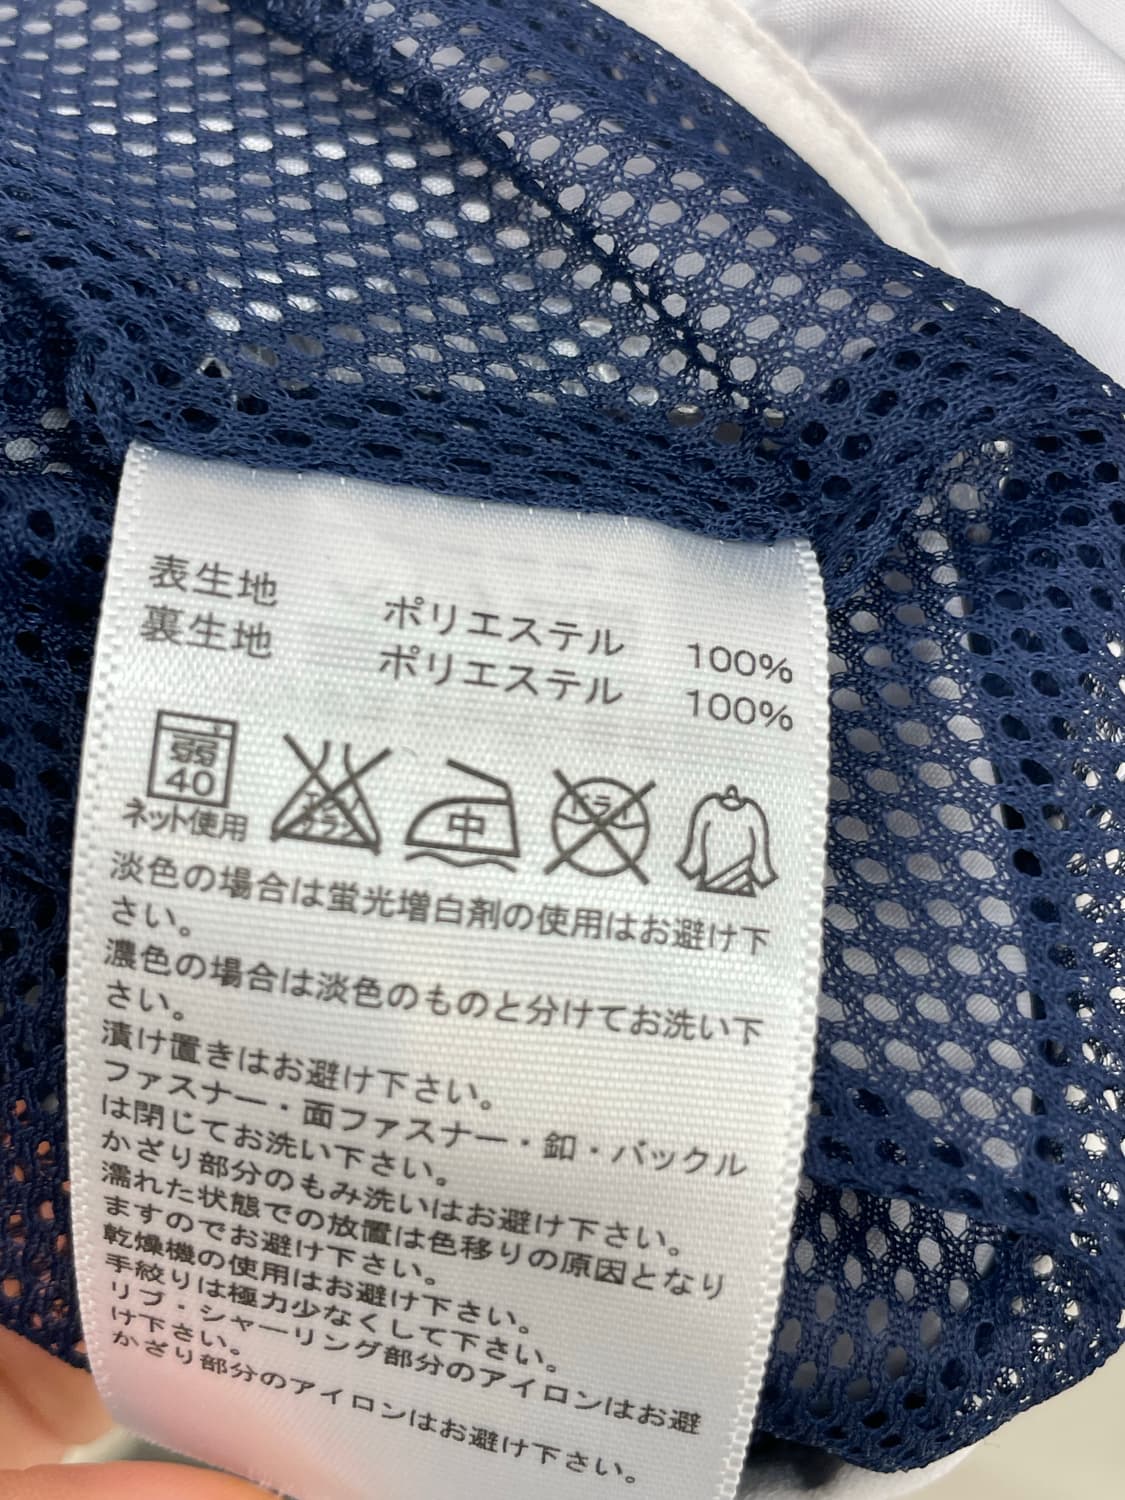 表生地 ポリエステル 100%
裏生地 ポリエステル 100%
弱
40
ネット使用
エンソ
サラシ
中
ドライ
淡色の場合は蛍光増白剤の使用はお避け下
さい。
濃色の場合は淡色のものと分けてお洗い下
さい。
漬け置きはお避け下さい。
ファスナー・面ファスナー・釦・バックル
は閉じてお洗い下さい。
かざり部分のもみ洗いはお避け下さい。
濡れた状態での放置は色移りの原因となり
ますのでお避け下さい。
乾燥機の使用はお避け下さい。
手絞りは極力少なくして下さい。
リブ・シャーリング部分のアイロンはお避
け下さい。
かざり部分のアイロンはお避け下さい。